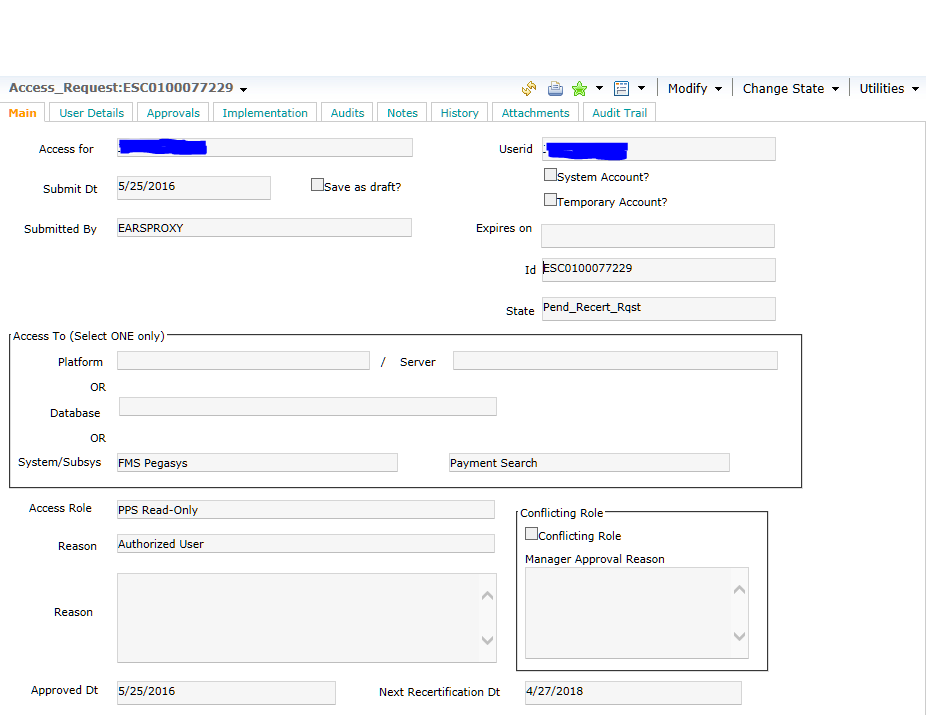 Access_Request:ESC0100077229
Modify Change State Utilities
Main User Details Approvals Implementation Audits Notes History Attachments Audit Trail
Access for Userid
System Account?
Submit Dt 5/25/2016 Save as draft?
Temporary Account?
Submitted By EARSPROXY Expires on
Id ESC0100077229
State Pend_Recert_Rqst
Access To (Select ONE only)
Platform / Server
OR
Database
OR
System/Subsys FMS Pegasys Payment Search
Access Role PPS Read-Only
Conflicting Role
Conflicting Role
Reason Authorized User
Manager Approval Reason
Reason
Approved Dt 5/25/2016 Next Recertification Dt 4/27/2018